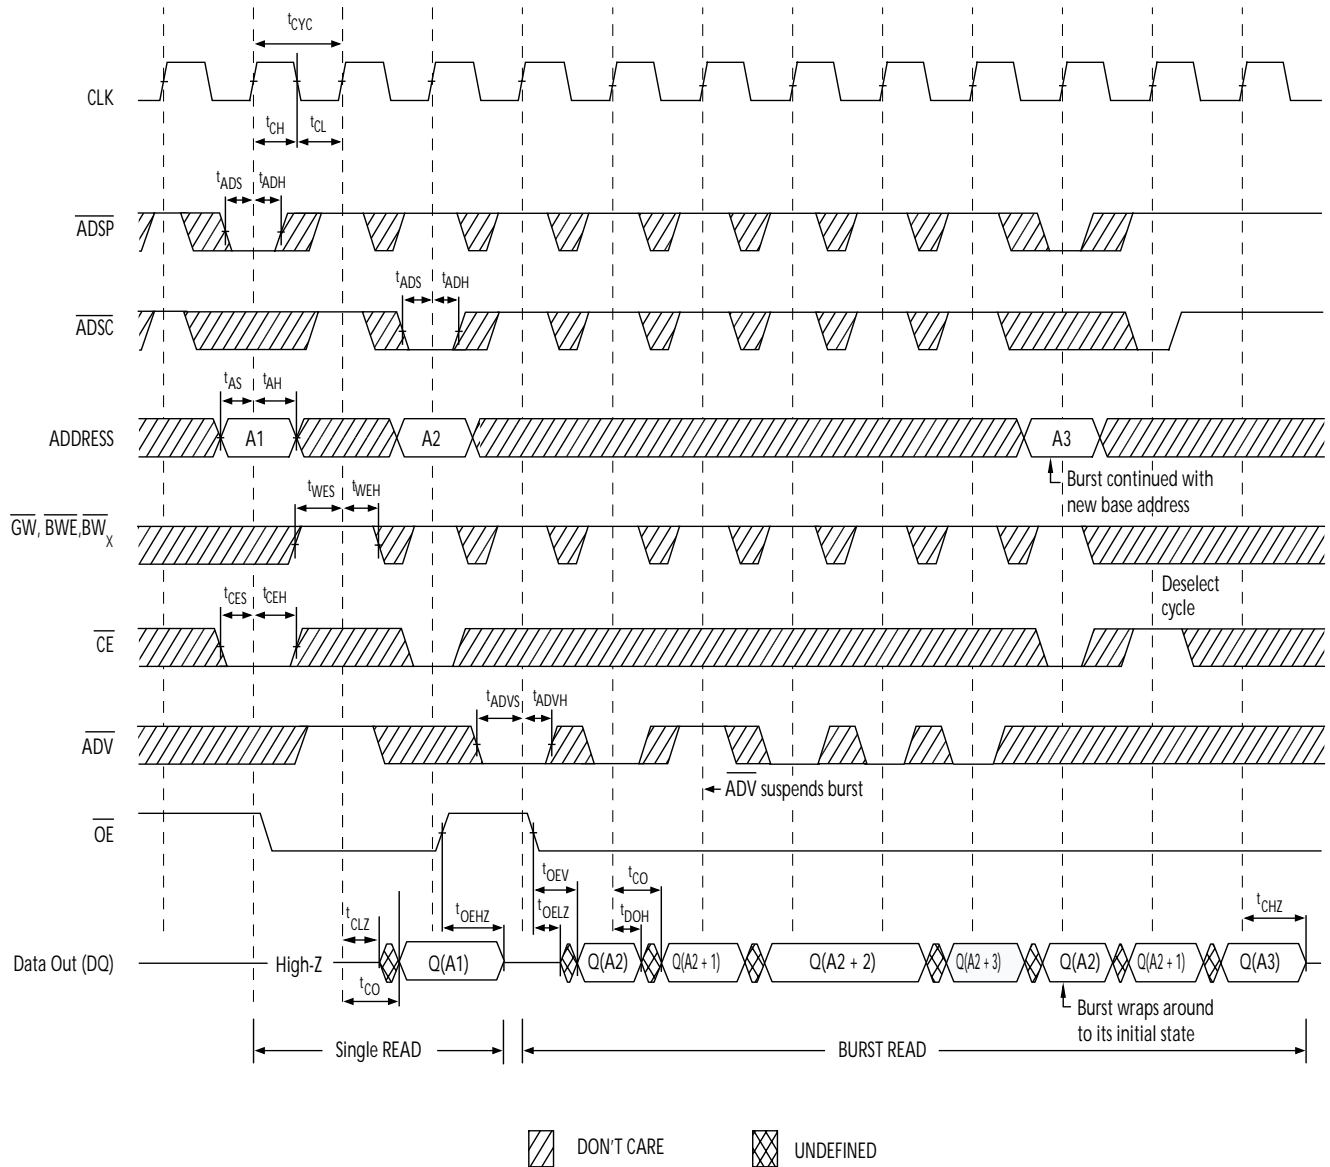 tCYC
CLK
tCH
tCL
tADS
tADH
ADSP
tADS
tADH
ADSC
tAS
tAH
ADDRESS
A1
A2
A3
Burst continued with
new base address
tWES
tWEH
GW, BWE,BWX
Deselect
cycle
tCES
tCEH
CE
tADVS
tADVH
ADV
ADV suspends burst
OE
tOEV
tCO
tCLZ
tOEHZ
tOELZ
tDOH
tCHZ
Data Out (DQ)
High-Z
Q(A1)
Q(A2)
Q(A2 + 1)
Q(A2 + 2)
Q(A2 + 3)
Q(A2)
Q(A2 + 1)
Q(A3)
tCO
Burst wraps around
to its initial state
Single READ
BURST READ
DON'T CARE
UNDEFINED